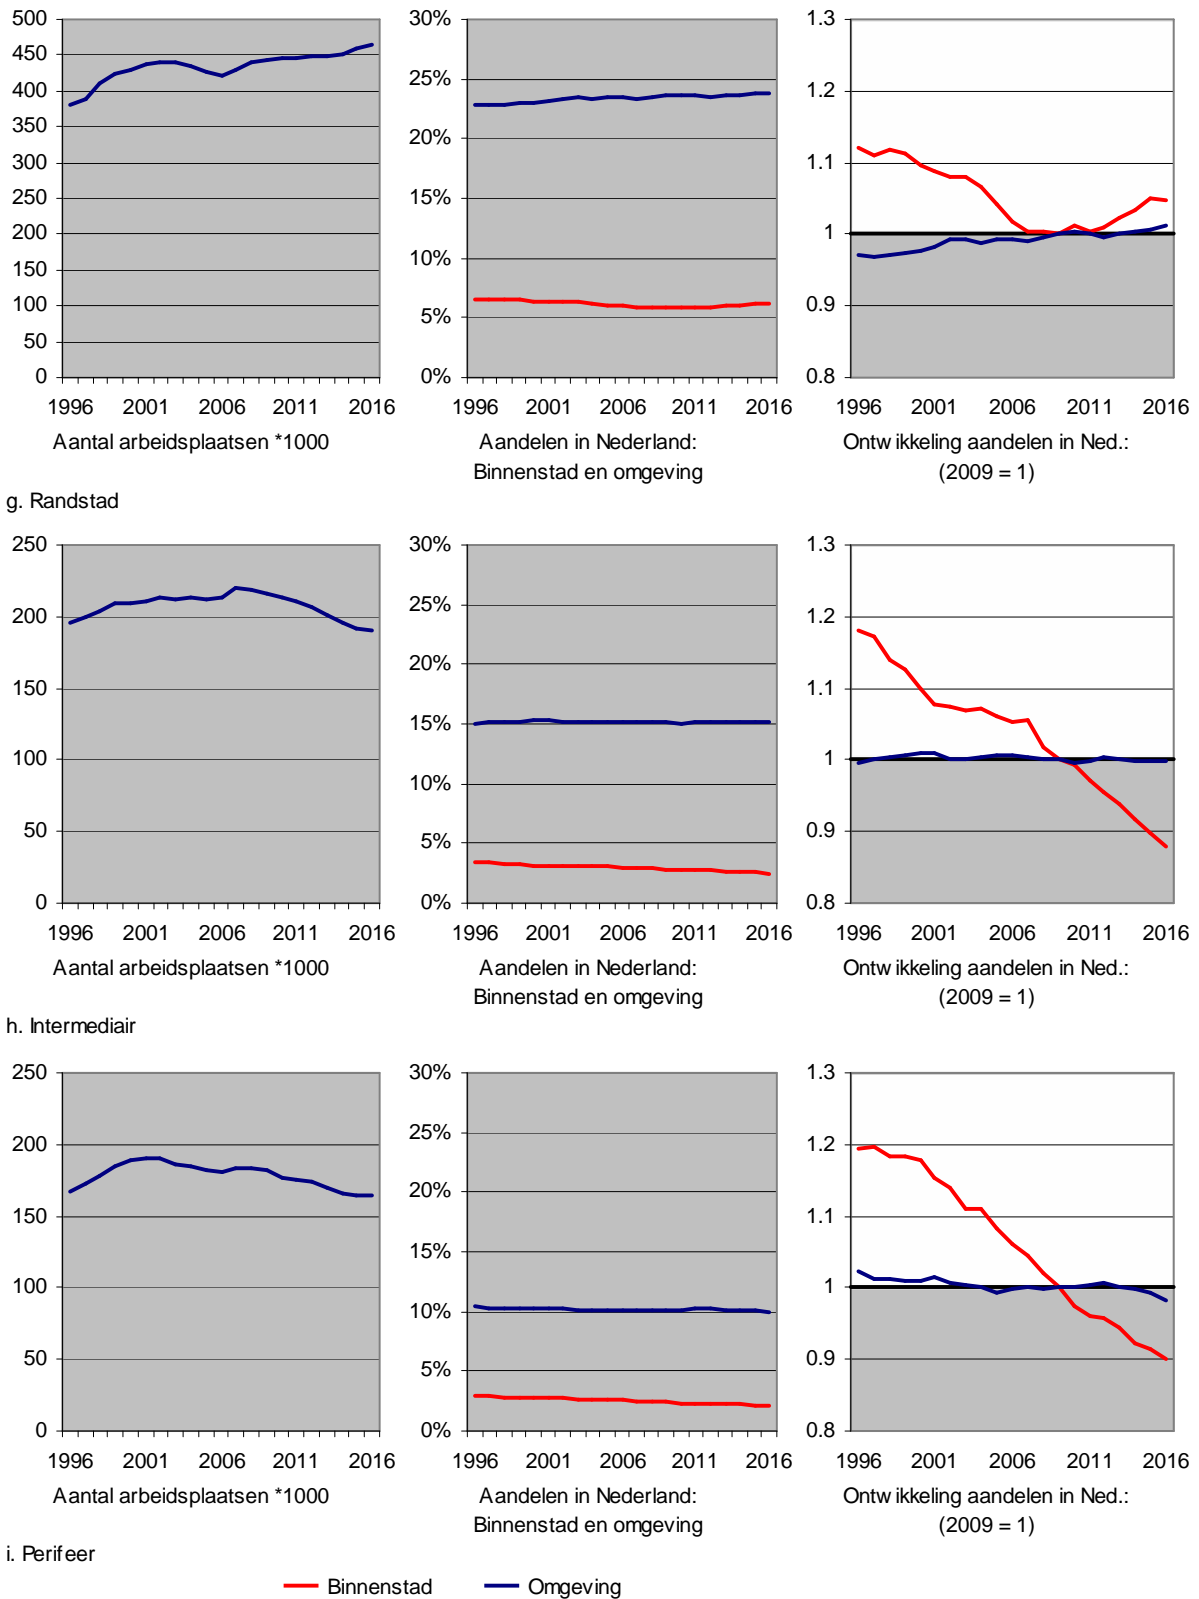 500
450
400
350
300
250
200
150
100
50
0
1996 2001 2006 2011 2016
Aantal arbeidsplaatsen *1000
30%
25%
20%
15%
10%
5%
0%
1996 2001 2006 2011 2016
Aandelen in Nederland:
Binnenstad en omgeving
1.3
1.2
1.1
1
0.9
0.8
1996 2001 2006 2011 2016
Ontwikkeling aandelen in Ned.:
(2009 = 1)
g. Randstad
250
200
150
100
50
0
1996 2001 2006 2011 2016
Aantal arbeidsplaatsen *1000
30%
25%
20%
15%
10%
5%
0%
1996 2001 2006 2011 2016
Aandelen in Nederland:
Binnenstad en omgeving
1.3
1.2
1.1
1
0.9
0.8
1996 2001 2006 2011 2016
Ontwikkeling aandelen in Ned.:
(2009 = 1)
h. Intermediair
250
200
150
100
50
0
1996 2001 2006 2011 2016
Aantal arbeidsplaatsen *1000
30%
25%
20%
15%
10%
5%
0%
1996 2001 2006 2011 2016
Aandelen in Nederland:
Binnenstad en omgeving
1.3
1.2
1.1
1
0.9
0.8
1996 2001 2006 2011 2016
Ontwikkeling aandelen in Ned.:
(2009 = 1)
i. Perifeer
Binnenstad Omgeving